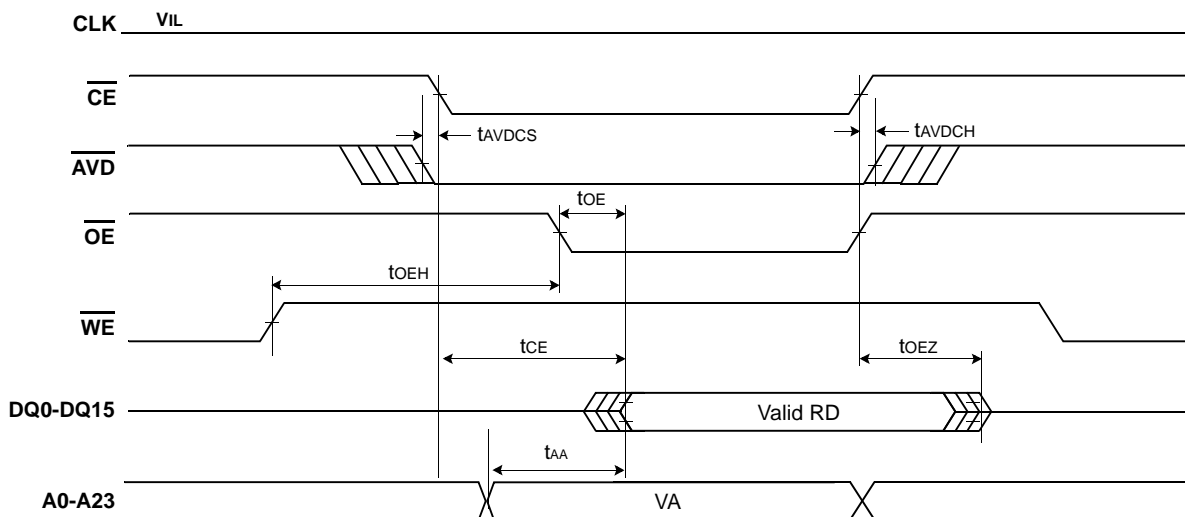 CLK VIL
CE
tAVDCS tAVDCH
AVD
tOE
OE
tOEH
WE
tCE tOEZ
DQ0-DQ15 Valid RD
tAA
A0-A23 VA